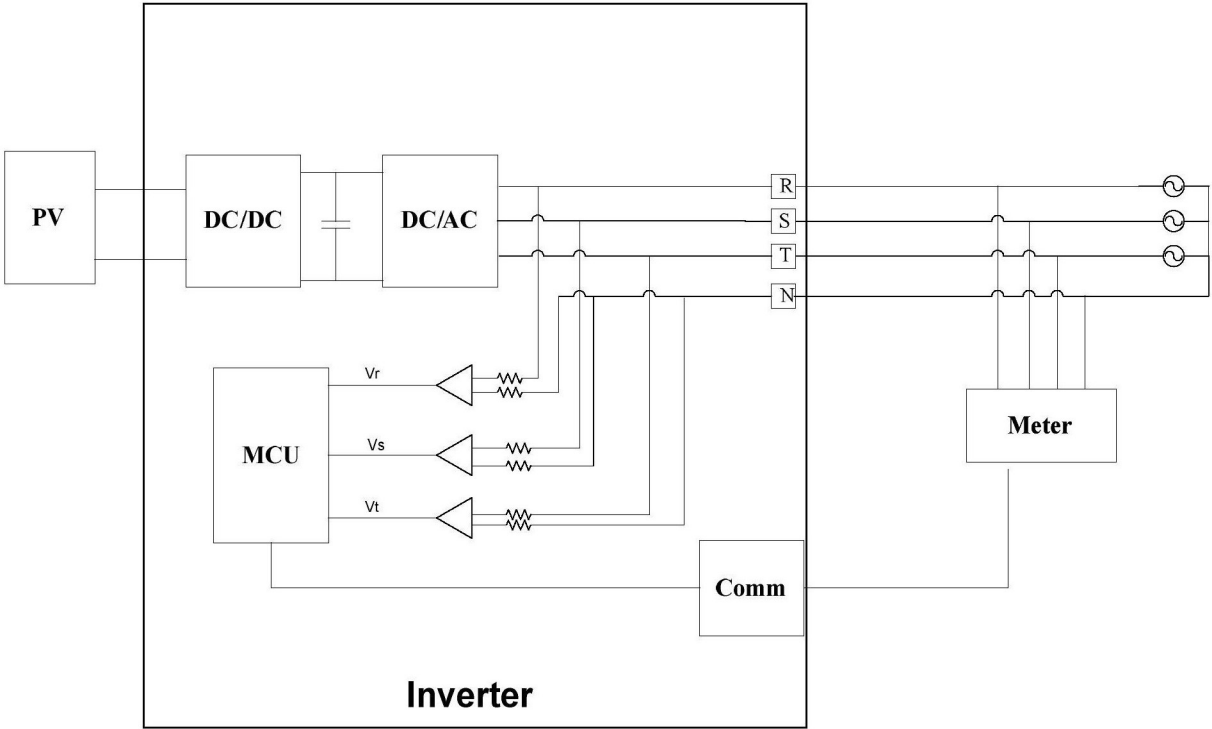 PV
DC/DC
DC/AC
R
S
T
N
Vr
Vs
Vt
MCU
Meter
Comm
Inverter